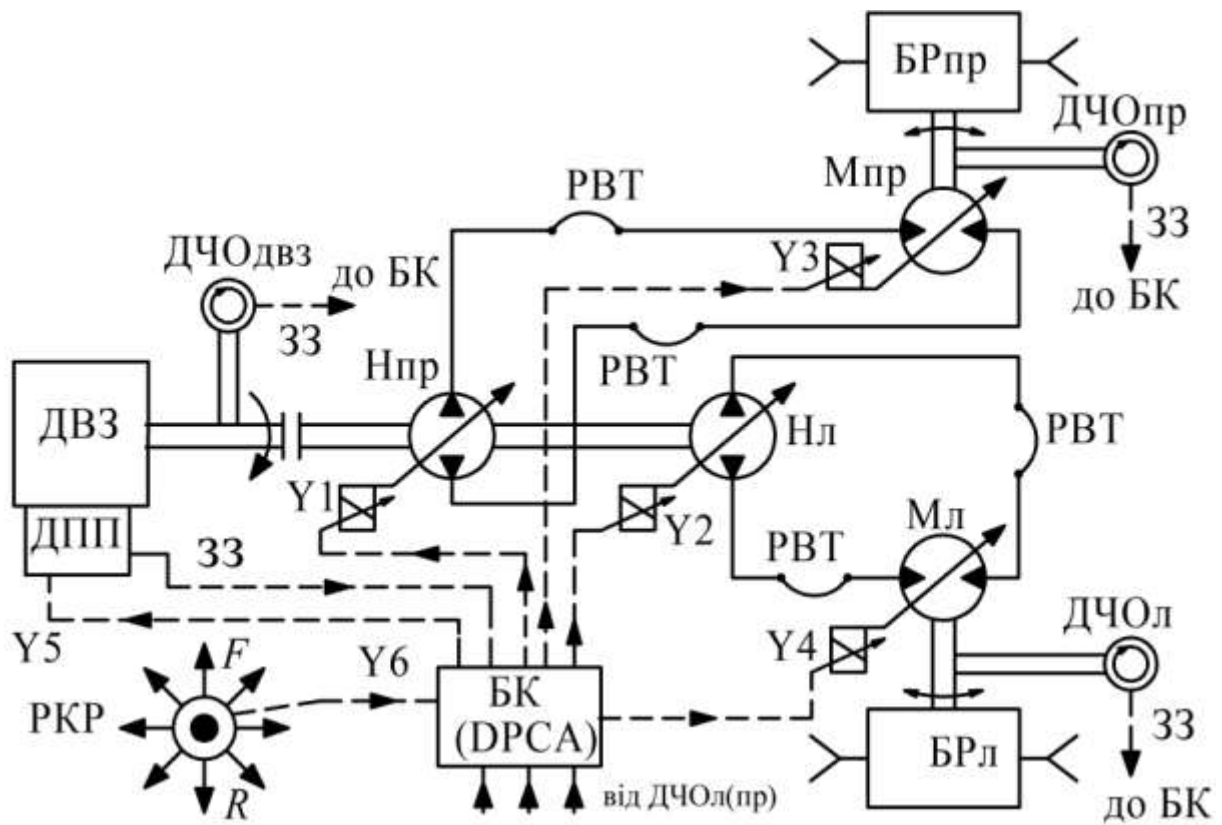 БРпр
ДЧОпр
РВТ
Мпр
ДЧОдвз
до БК
ЗЗ
Y3
ЗЗ
до БК
Нпр
РВТ
ДВЗ
Нл
РВТ
Y1
Y2
Мл
ДПП
ЗЗ
РВТ
ДЧОл
Y5
F
Y6
Y4
РКР
БК
(DPCA)
ЗЗ
R
від ДЧОл(пр)
БРл
до БК